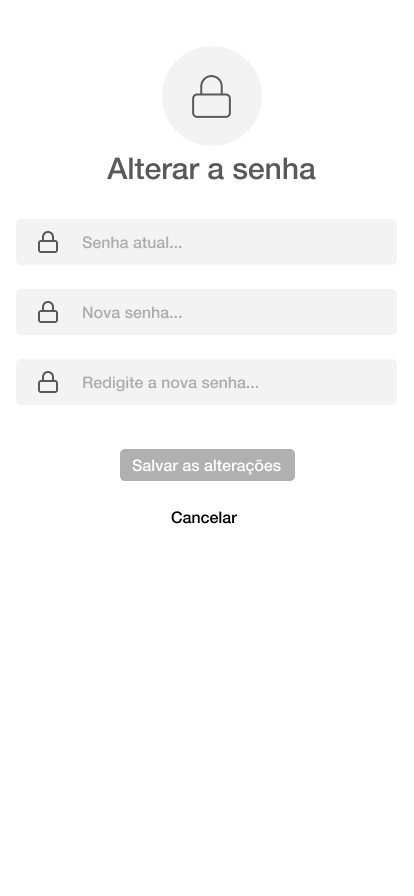 Alterar a senha
Senha atual...
Nova senha...
Redigite a nova senha...
Salvar as alterações
Cancelar